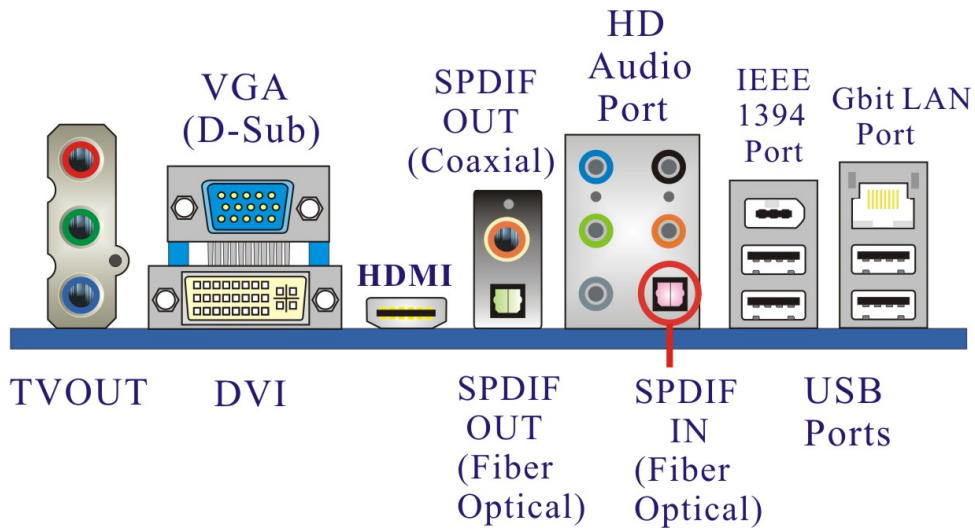 VGA
(D-Sub)
SPDIF
OUT
(Coaxial)
HD
Audio
Port
IEEE
1394
Port
Gbit LAN
Port
HDMI
TVOUT
DVI
SPDIF
OUT
(Fiber
Optical)
SPDIF
IN
(Fiber
Optical)
USB
Ports